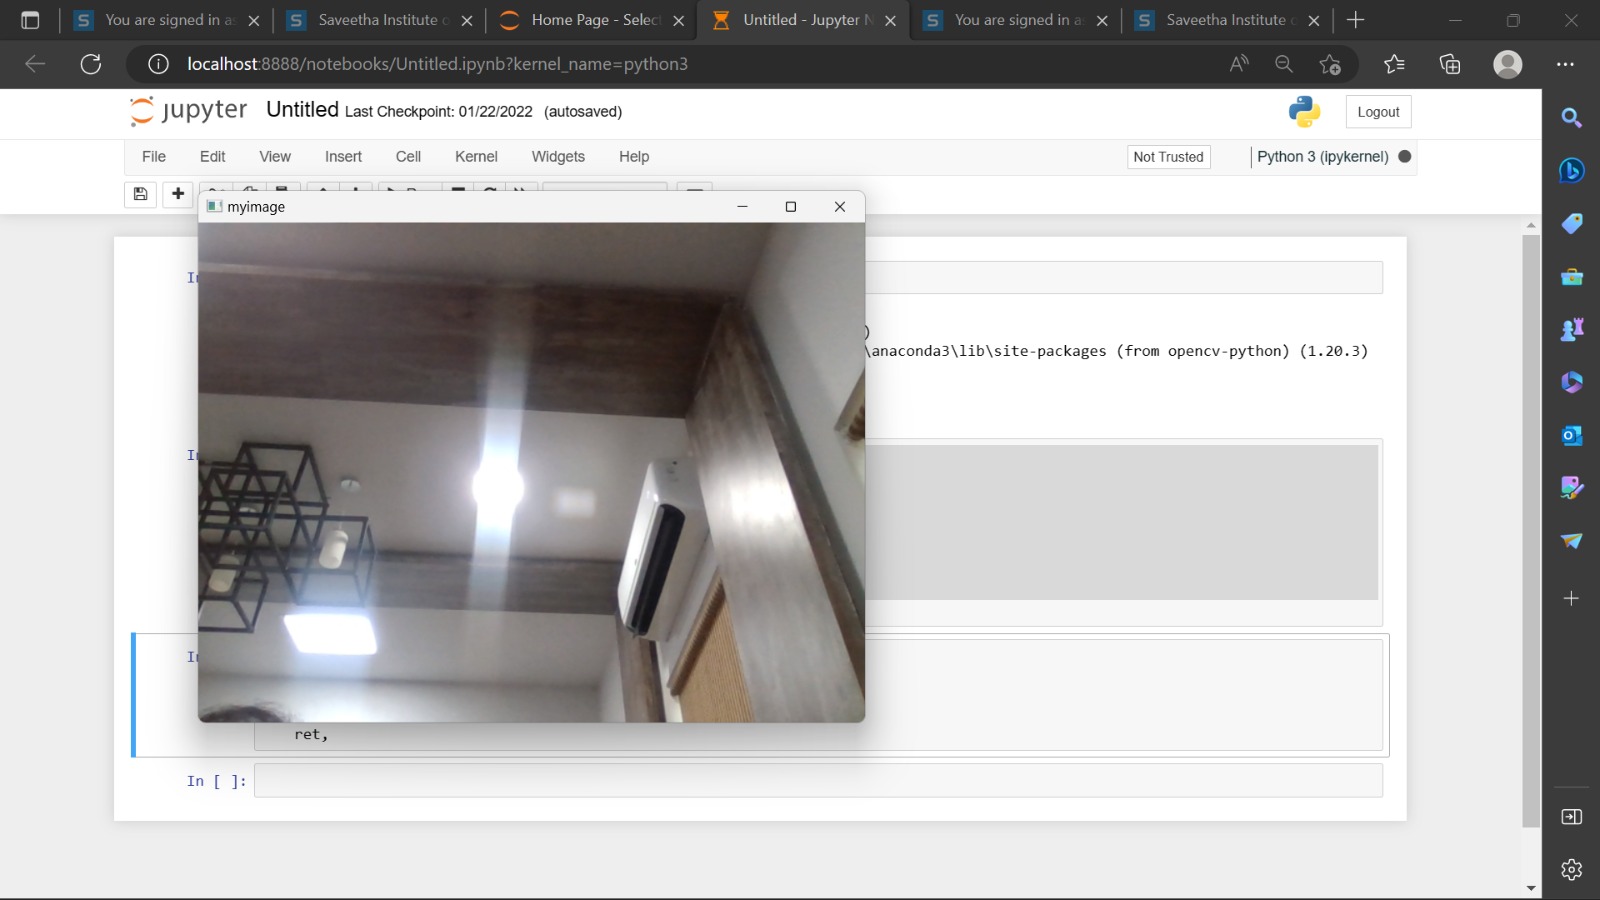 You are signed in as
Saveetha Institute o
Home Page - Select
Untitled - Jupyter N
You are signed in as
Saveetha Institute o
localhost:8888/notebooks/Untitled.ipynb?kernel_name=python3
jupyter Untitled Last Checkpoint: 01/22/2022 (autosaved)
Logout
File Edit View Insert Cell Kernel Widgets Help
Not Trusted
Python 3 (ipykernel)
myimage
In
)
\anaconda3\lib\site-packages (from opencv-python) (1.20.3)
In
In
ret,
In [ ]: